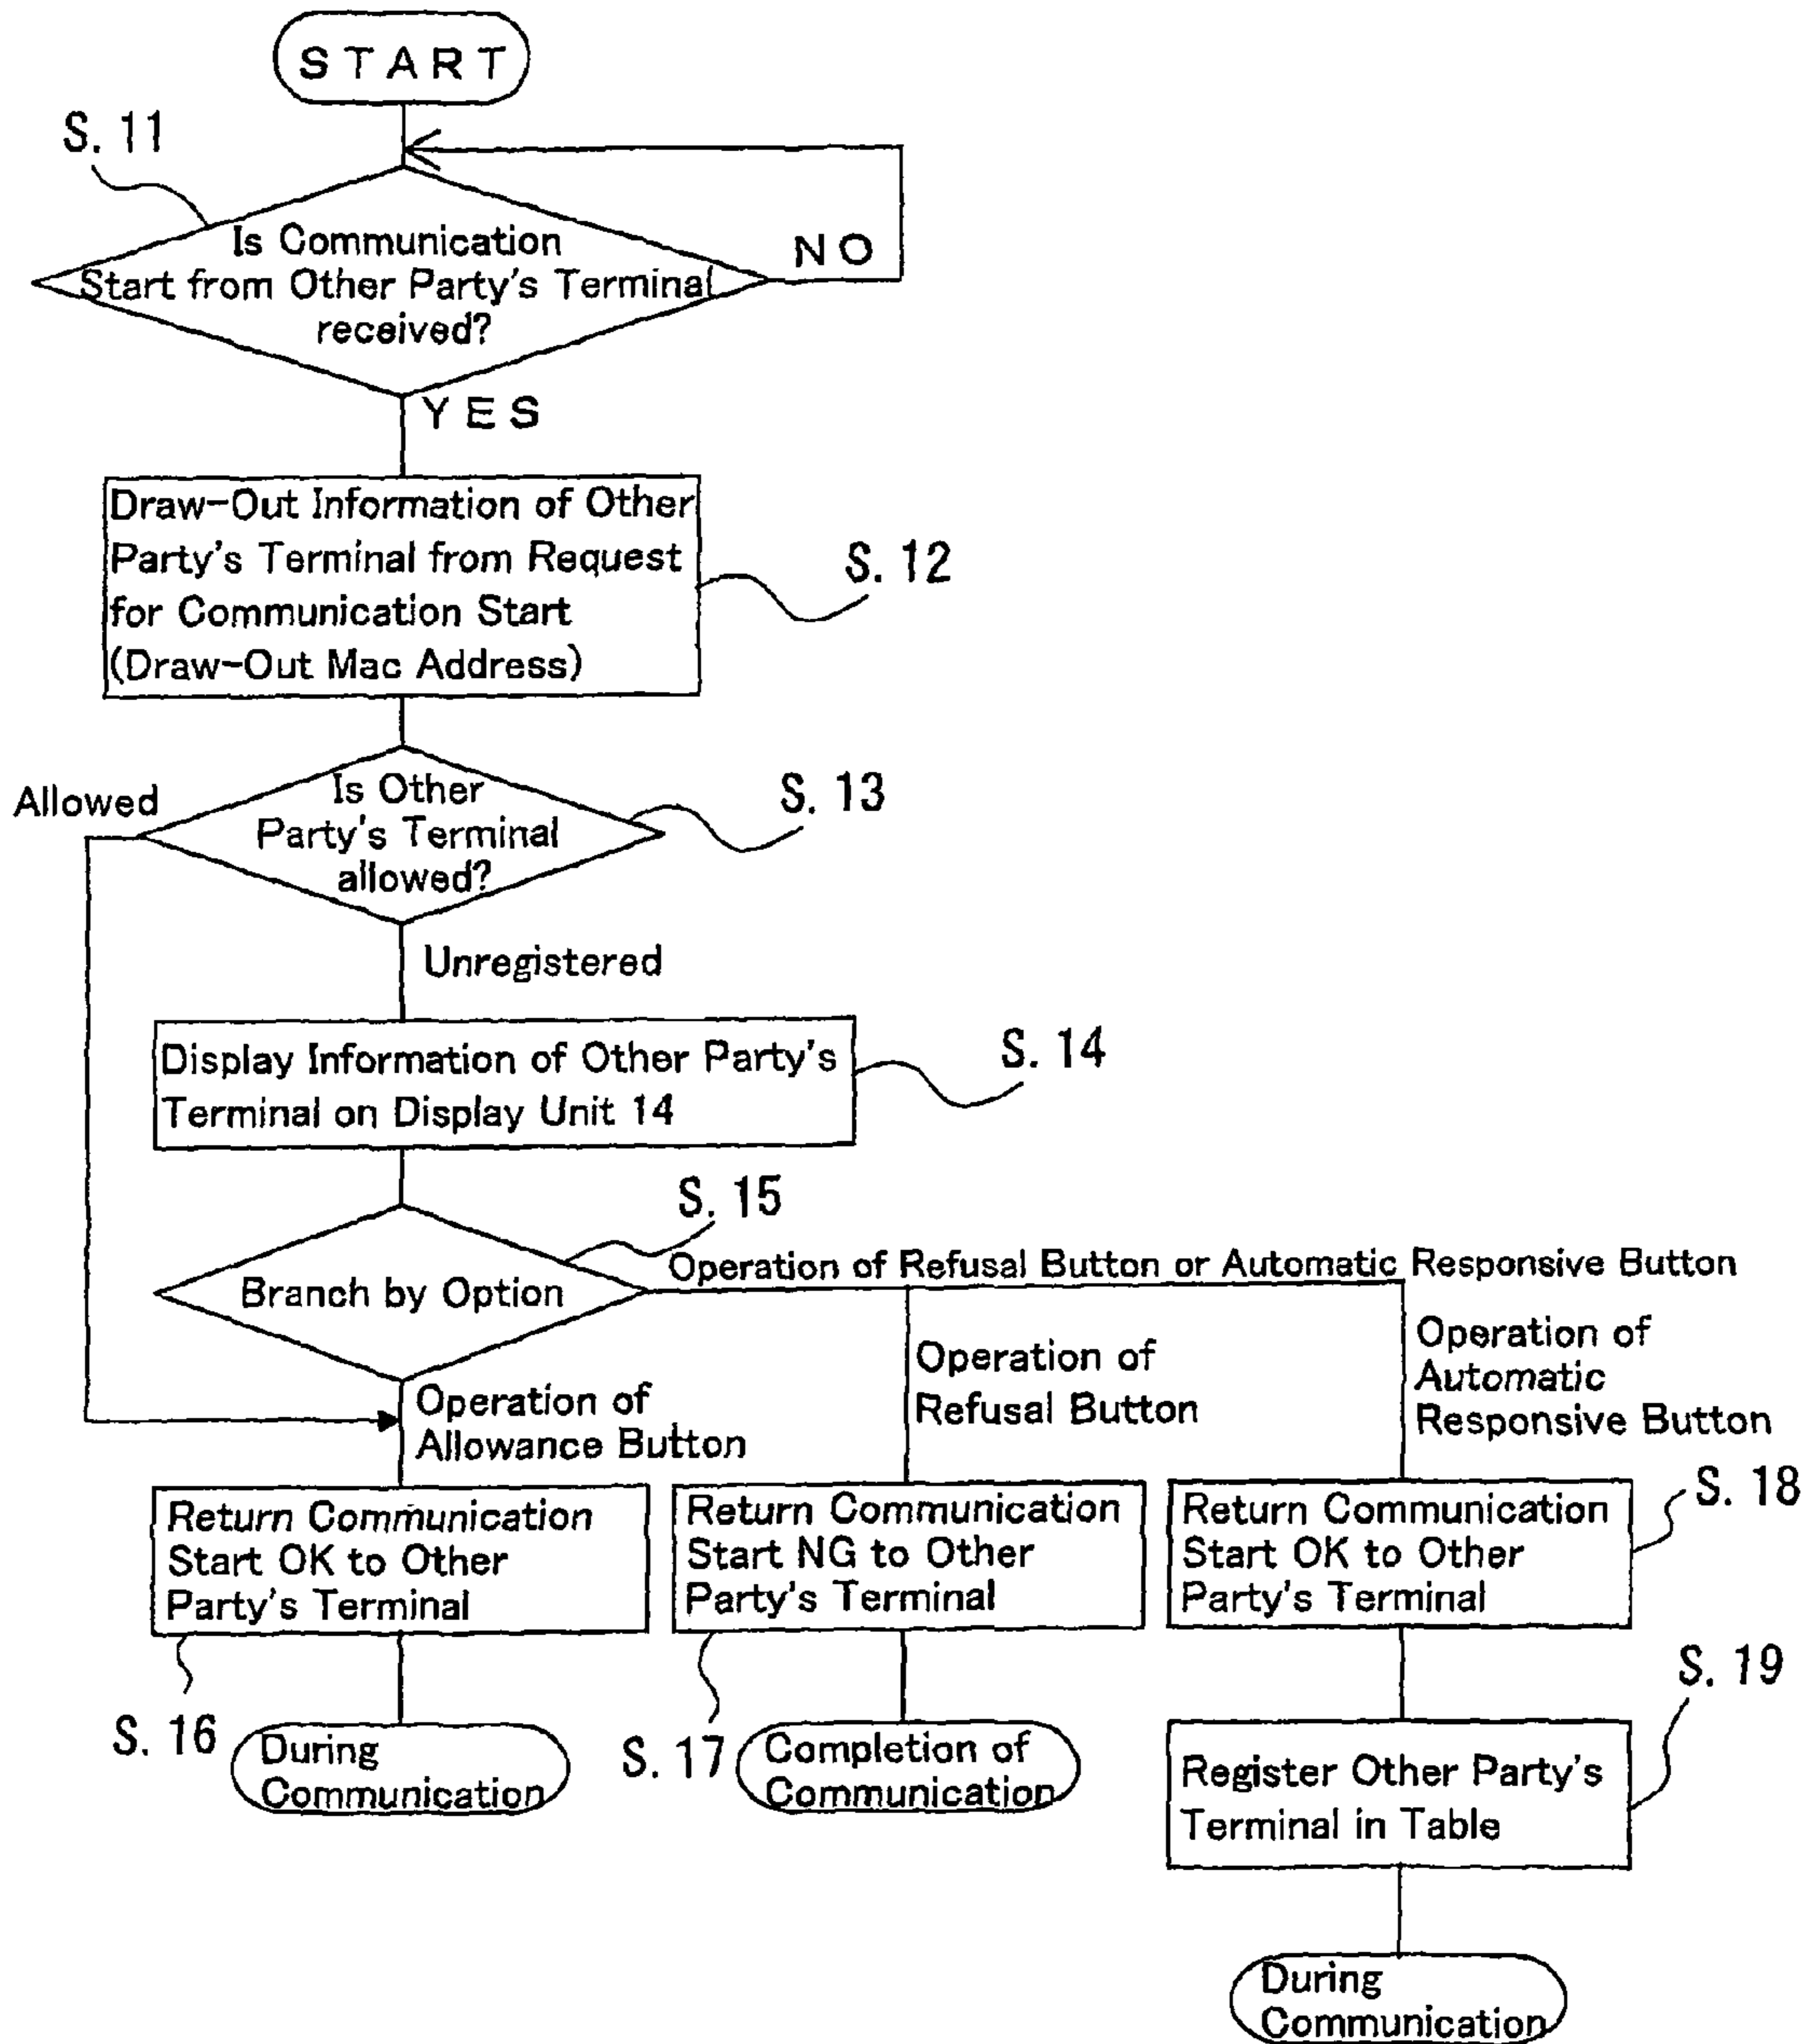 START
S. 11
Is Communication
Start from Other Party's Terminal
received?
NO
YES
Draw-Out Information of Other
Party's Terminal from Request
for Communication Start
(Draw-Out Mac Address)
S. 12
Allowed
Is Other
Party's Terminal
allowed?
S. 13
Unregistered
Display Information of Other Party's
Terminal on Display Unit 14
S. 14
S. 15
Branch by Option
Operation of Refusal Button or Automatic Responsive Button
Operation of
Allowance Button
Operation of
Refusal Button
Operation of
Automatic
Responsive Button
Return Communication
Start OK to Other
Party's Terminal
S. 16
During
Communication
Return Communication
Start NG to Other
Party's Terminal
S. 17
Completion of
Communication
Return Communication
Start OK to Other
Party's Terminal
S. 18
Register Other Party's
Terminal in Table
S. 19
During
Communication